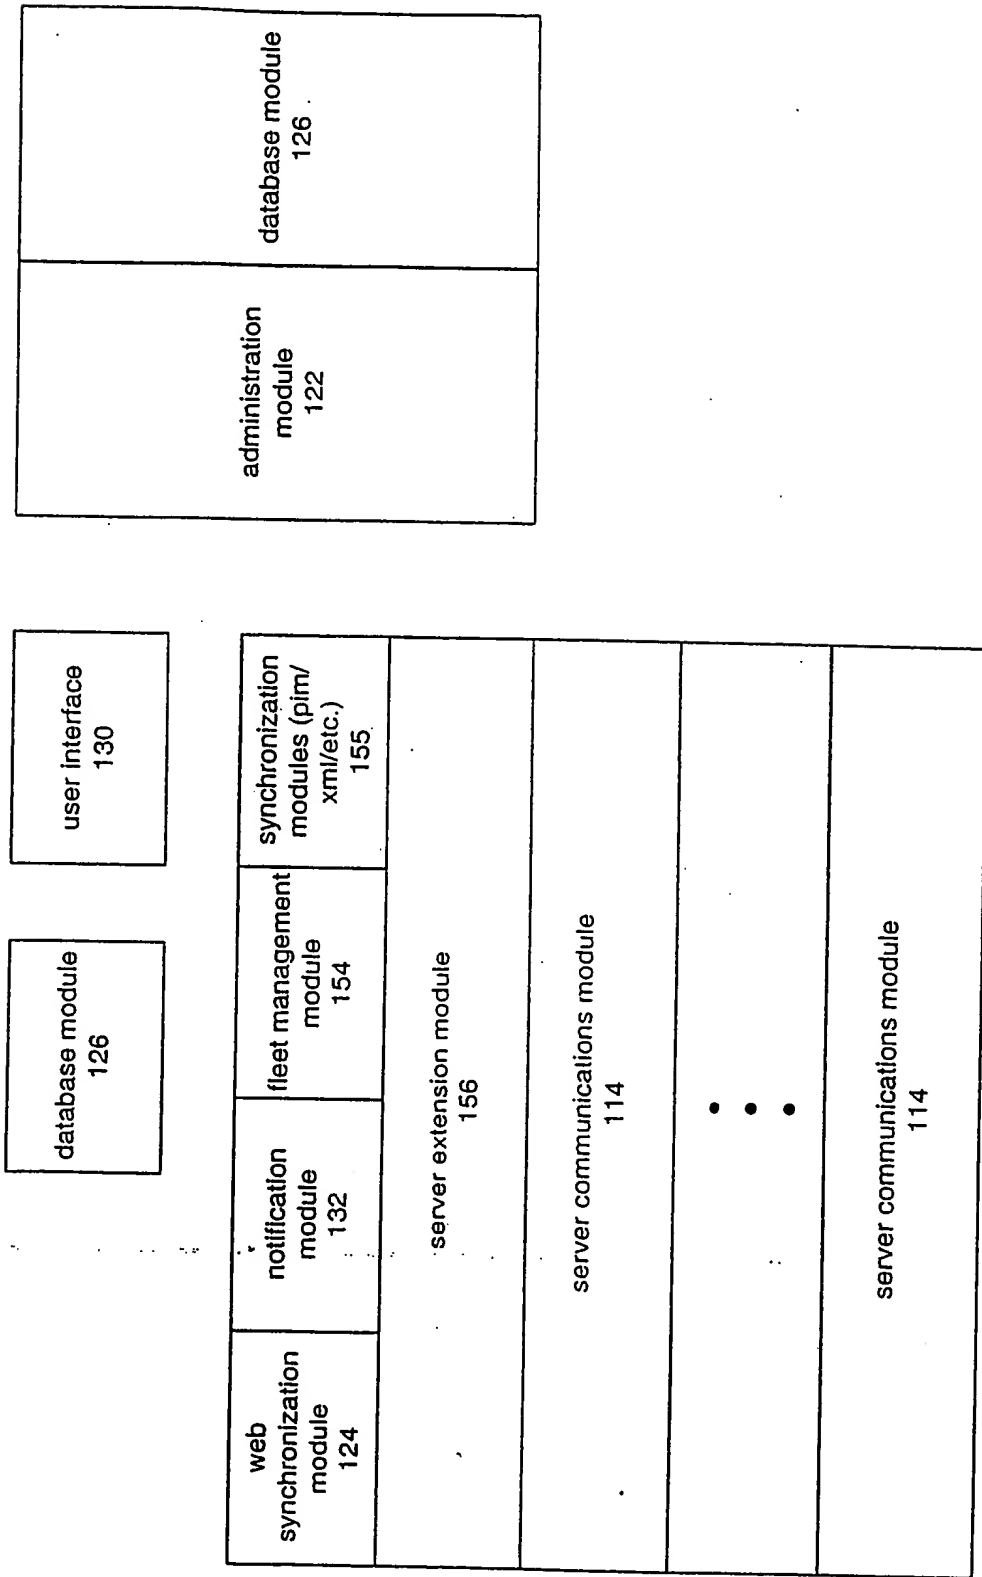 database module
126
user interface
130
web
synchronization
module
124
notification
module
132
fleet management
module
154
synchronization
modules (pim/
xml/etc.)
155
server extension module
156
server communications module
114
server communications module
114
administration
module
122
database module
126